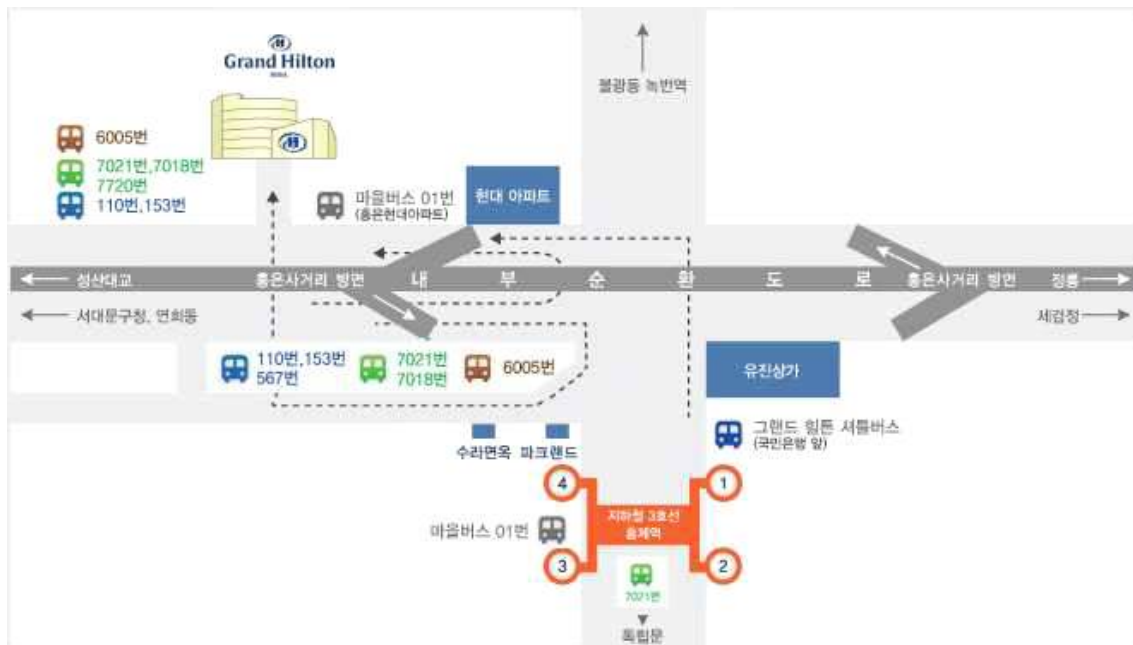 Grand Hilton
SEOUL
불광동 녹번역
6005번
7021번,7018번
7720번
110번,153번
마을버스 01번
(홍은현대아파트)
현대 아파트
성산대교
홍은사거리 방면
내 부 순 환 도 로
홍은사거리 방면
정릉
서대문구청, 연희동
세검정
110번,153번
567번
7021번
7018번
6005번
유진상가
수라면옥
파크랜드
그랜드 힐튼 셔틀버스
(국민은행 앞)
4
1
지하철 3호선
홍제역
마을버스 01번
3
2
7021번
독립문